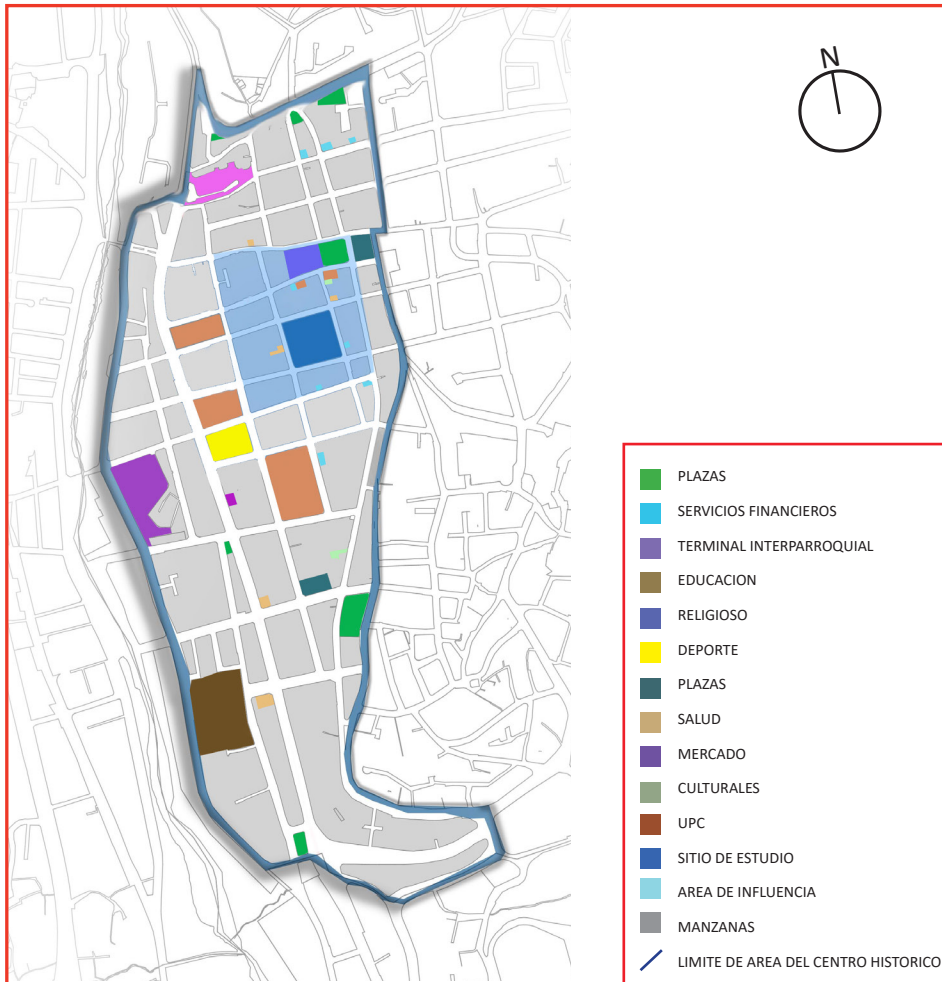 N
PLAZAS
SERVICIOS FINANCIEROS
TERMINAL INTERPARROQUIAL
EDUCACION
RELIGIOSO
DEPORTE
PLAZAS
SALUD
MERCADO
CULTURALES
UPC
SITIO DE ESTUDIO
AREA DE INFLUENCIA
MANZANAS
LIMITE DE AREA DEL CENTRO HISTORICO